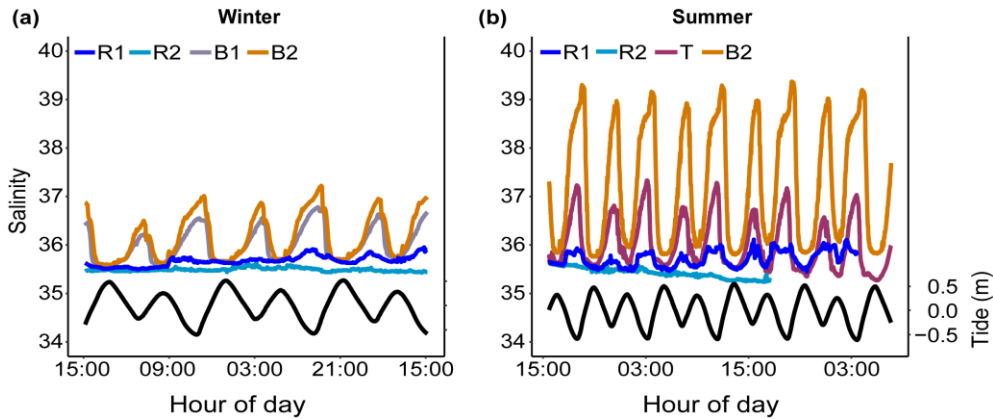 (a) Winter
R1 R2 B1 B2
Salinity
40
39
38
37
36
35
34
15:00 09:00 03:00 21:00 15:00
Hour of day
(b) Summer
R1 R2 T B2
40
39
38
37
36
35
34
0.5
0.0
−0.5
Tide (m)
15:00 03:00 15:00 03:00
Hour of day